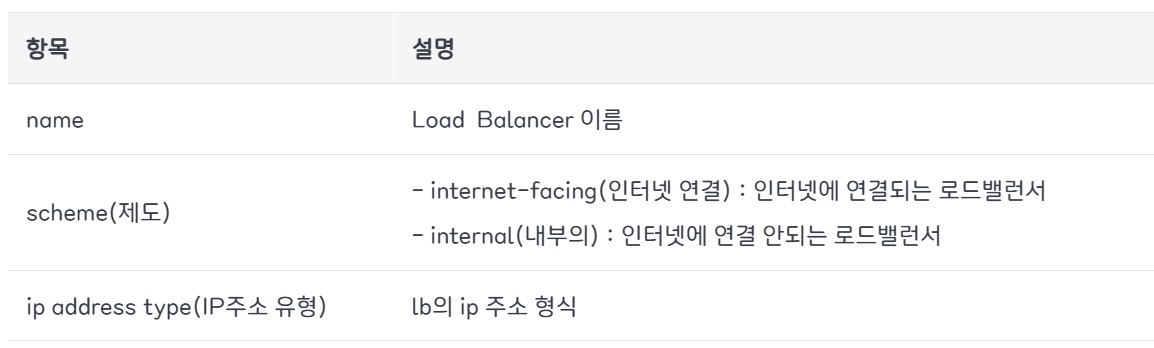 항목 설명
name Load Balancer 이름
scheme(제도)
- internet-facing(인터넷 연결) : 인터넷에 연결되는 로드밸런서
- internal(내부의) : 인터넷에 연결 안되는 로드밸런서
ip address type(IP주소 유형) lb의 ip 주소 형식